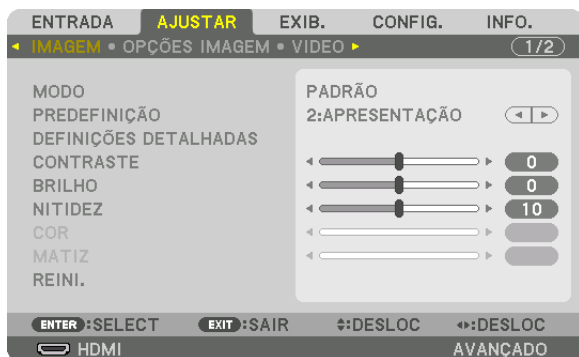 ENTRADA AJUSTAR EXIB. CONFIG. INFO.
IMAGEM • OPÇÕES IMAGEM • VIDEO 1/2
MODO PADRÃO
PREDEFINIÇÃO 2:APRESENTAÇÃO
DEFINIÇÕES DETALHADAS
CONTRASTE 0
BRILHO 0
NITIDEZ 10
COR
MATIZ
REINI.
ENTER :SELECT EXIT :SAIR :DESLOC :DESLOC
HDMI AVANÇADO